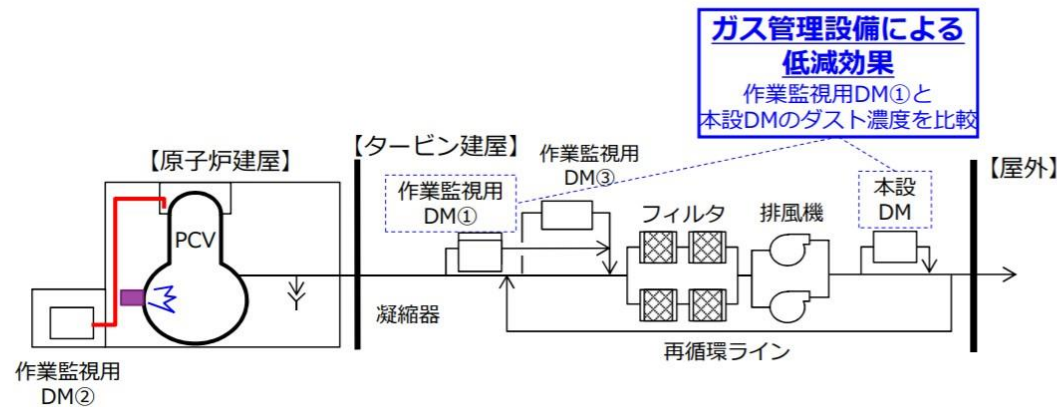 ガス管理設備による
低減効果
作業監視用DM①と
本設DMのダスト濃度を比較
【原子炉建屋】
【タービン建屋】
作業監視用
DM③
【屋外】
作業監視用
DM①
本設
DM
フィルタ
排風機
PCV
凝縮器
再循環ライン
作業監視用
DM②